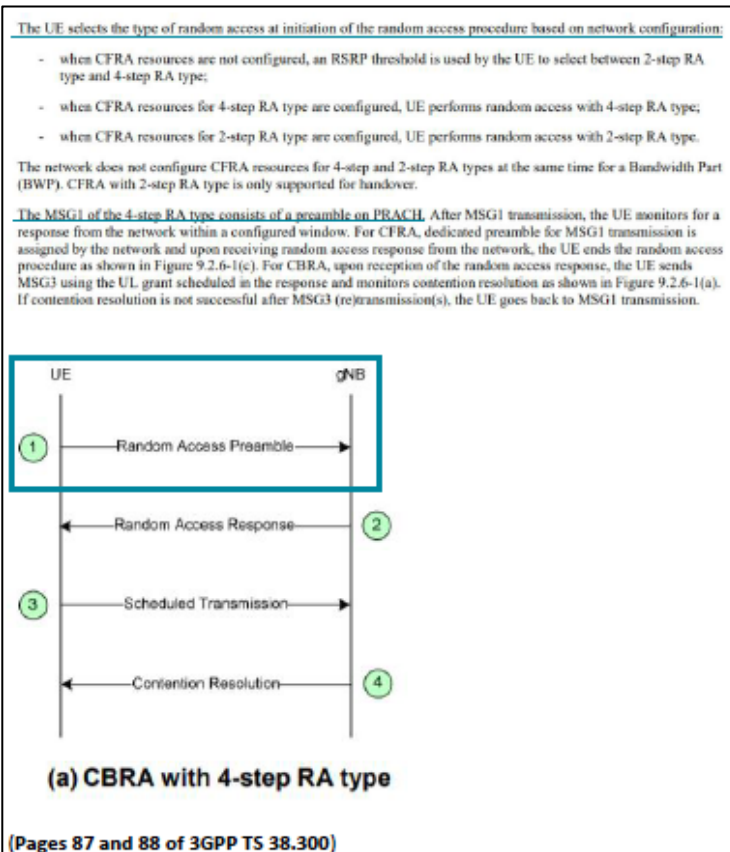 The UE selects the type of random access at initiation of the random access procedure based on network configuration:
- when CFRA resources are not configured, an RSRP threshold is used by the UE to select between 2-step RA
type and 4-step RA type;
- when CFRA resources for 4-step RA type are configured, UE performs random access with 4-step RA type;
- when CFRA resources for 2-step RA type are configured, UE performs random access with 2-step RA type.
The network does not configure CFRA resources for 4-step and 2-step RA types at the same time for a Bandwidth Part
(BWP). CFRA with 2-step RA type is only supported for handover.
The MSG1 of the 4-step RA type consists of a preamble on PRACH. After MSG1 transmission, the UE monitors for a
response from the network within a configured window. For CFRA, dedicated preamble for MSG1 transmission is
assigned by the network and upon receiving random access response from the network, the UE ends the random access
procedure as shown in Figure 9.2.6-1(c). For CBRA, upon reception of the random access response, the UE sends
MSG3 using the UL grant scheduled in the response and monitors contention resolution as shown in Figure 9.2.6-1(a).
If contention resolution is not successful after MSG3 (re)transmission(s), the UE goes back to MSG1 transmission.
UE gNB
1 Random Access Preamble
Random Access Response 2
3 Scheduled Transmission
Contention Resolution 4
(a) CBRA with 4-step RA type
(Pages 87 and 88 of 3GPP TS 38.300)